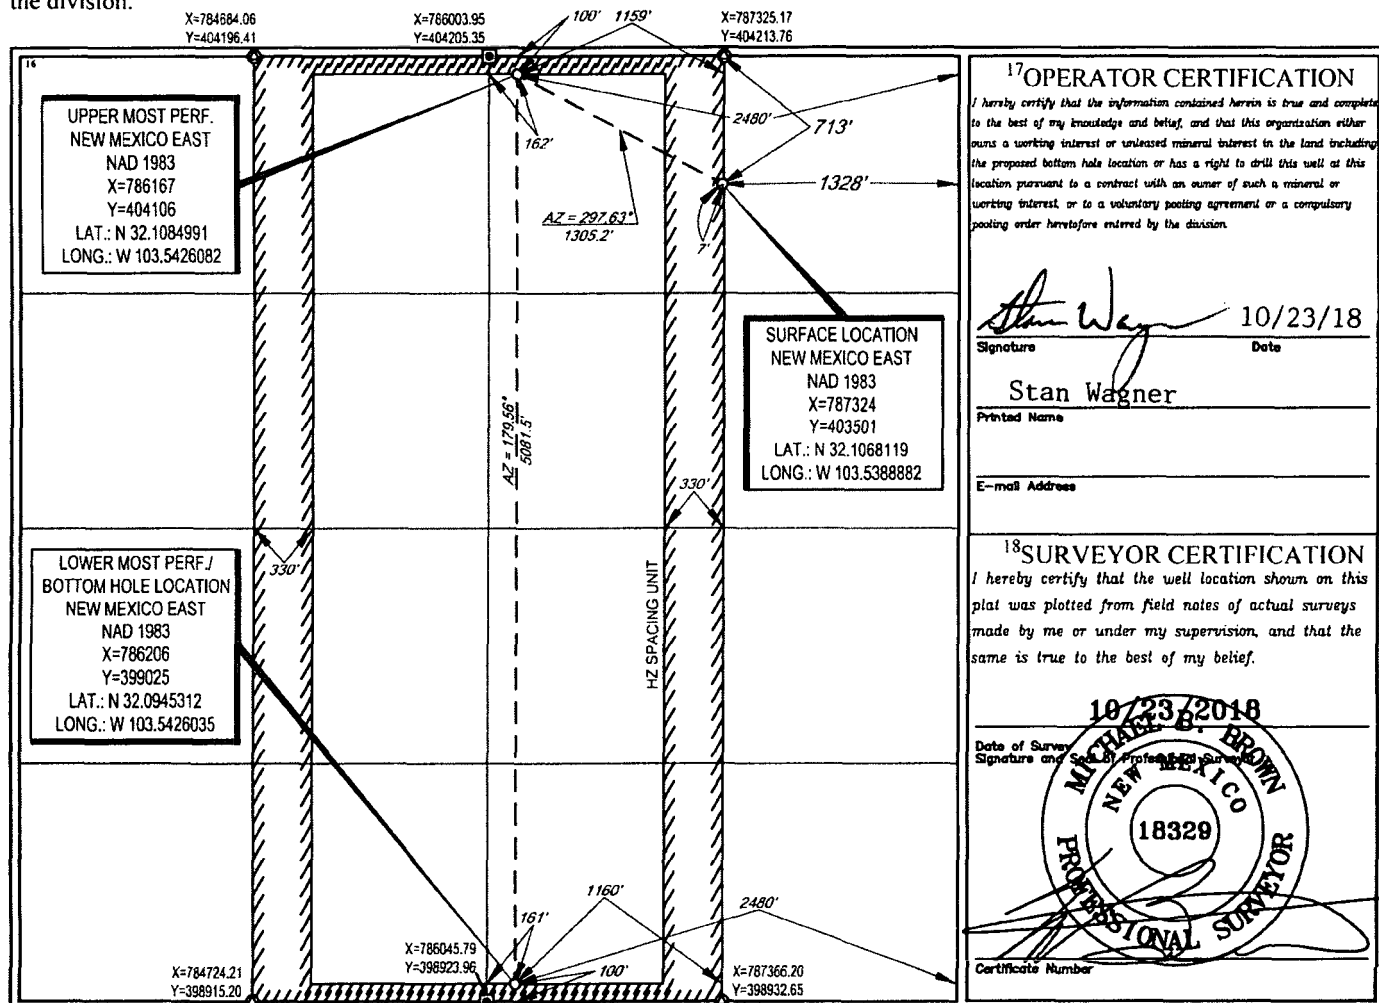 the division.
X=784684.06
Y=404196.41
X=786003.95
Y=404205.35
100'
1159'
X=787325.17
Y=404213.76
16
UPPER MOST PERF.
NEW MEXICO EAST
NAD 1983
X=786167
Y=404106
LAT.: N 32.1084991
LONG.: W 103.5426082
162'
2480'
713'
1328'
AZ = 297.63°
1305.2'
7'
SURFACE LOCATION
NEW MEXICO EAST
NAD 1983
X=787324
Y=403501
LAT.: N 32.1068119
LONG.: W 103.5388882
AZ = 179.56°
5081.5'
330'
330'
HZ SPACING UNIT
LOWER MOST PERF./
BOTTOM HOLE LOCATION
NEW MEXICO EAST
NAD 1983
X=786206
Y=399025
LAT.: N 32.0945312
LONG.: W 103.5426035
1160'
161'
2480'
100'
X=784724.21
Y=398915.20
X=786045.79
Y=398923.96
X=787366.20
Y=398932.65
17 OPERATOR CERTIFICATION
I hereby certify that the information contained herein is true and complete
to the best of my knowledge and belief, and that this organization either
owns a working interest or unleased mineral interest in the land including
the proposed bottom hole location or has a right to drill this well at this
location pursuant to a contract with an owner of such a mineral or
working interest, or to a voluntary pooling agreement or a compulsory
pooling order heretofore entered by the division.
Stan Wagner
10/23/18
Signature
Date
Stan Wagner
Printed Name
E-mail Address
18 SURVEYOR CERTIFICATION
I hereby certify that the well location shown on this
plat was plotted from field notes of actual surveys
made by me or under my supervision, and that the
same is true to the best of my belief.
10/23/2018
Date of Survey
Signature and Seal of Professional Surveyor
MICHAEL B. BROWN
NEW MEXICO
18329
PROFESSIONAL SURVEYOR
Certificate Number